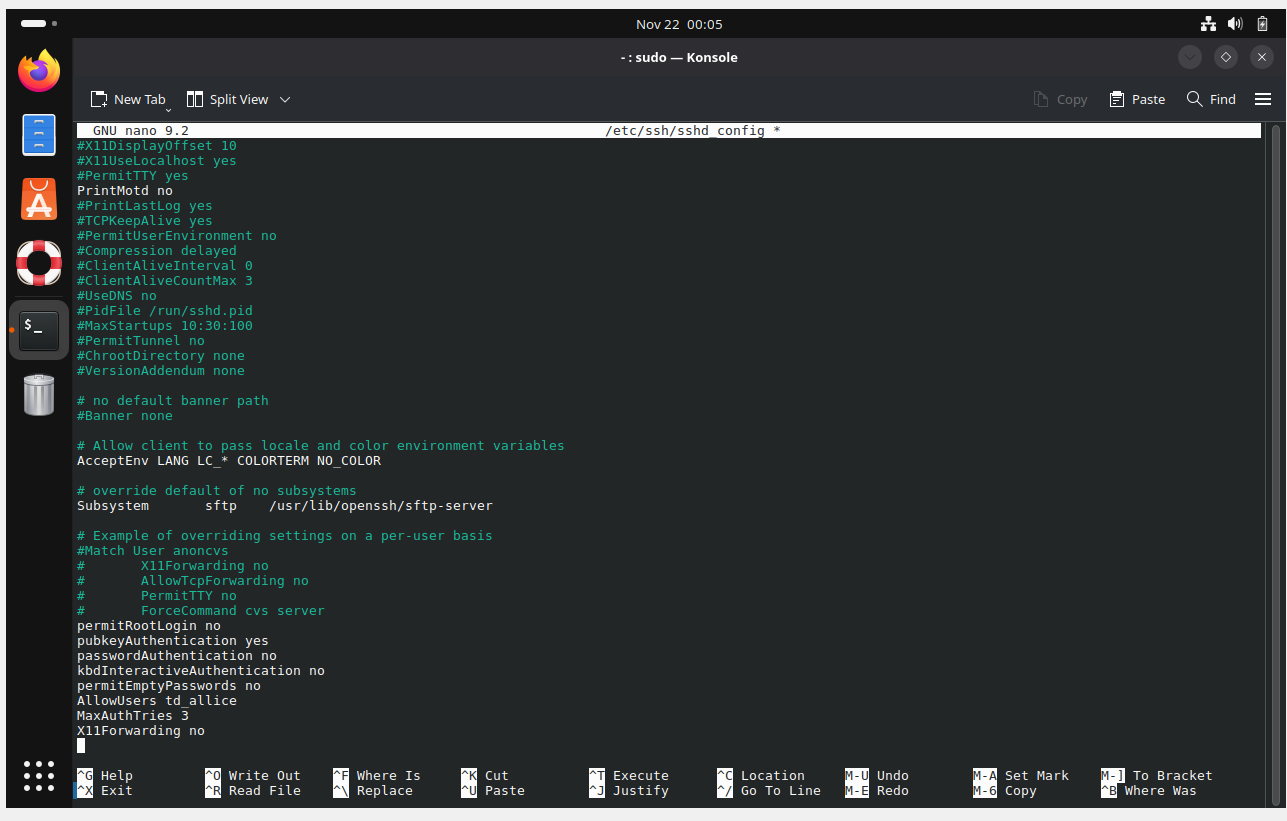 Nov 22 00:05
- : sudo — Konsole
New Tab Split View Copy Paste Find
GNU nano 9.2 /etc/ssh/sshd_config *
#X11DisplayOffset 10
#X11UseLocalhost yes
#PermitTTY yes
PrintMotd no
#PrintLastLog yes
#TCPKeepAlive yes
#PermitUserEnvironment no
#Compression delayed
#ClientAliveInterval 0
#ClientAliveCountMax 3
#UseDNS no
#PidFile /run/sshd.pid
#MaxStartups 10:30:100
#PermitTunnel no
#ChrootDirectory none
#VersionAddendum none
# no default banner path
#Banner none
# Allow client to pass locale and color environment variables
AcceptEnv LANG LC_* COLORTERM NO_COLOR
# override default of no subsystems
Subsystem sftp /usr/lib/openssh/sftp-server
# Example of overriding settings on a per-user basis
#Match User anoncvs
# X11Forwarding no
# AllowTcpForwarding no
# PermitTTY no
# ForceCommand cvs server
permitRootLogin no
pubkeyAuthentication yes
passwordAuthentication no
kbdInteractiveAuthentication no
permitEmptyPasswords no
AllowUsers td_allice
MaxAuthTries 3
X11Forwarding no
^G Help ^O Write Out ^F Where Is ^K Cut ^T Execute ^C Location M-U Undo M-A Set Mark M-] To Bracket
^X Exit ^R Read File ^\ Replace ^U Paste ^J Justify ^/ Go To Line M-E Redo M-6 Copy ^B Where Was